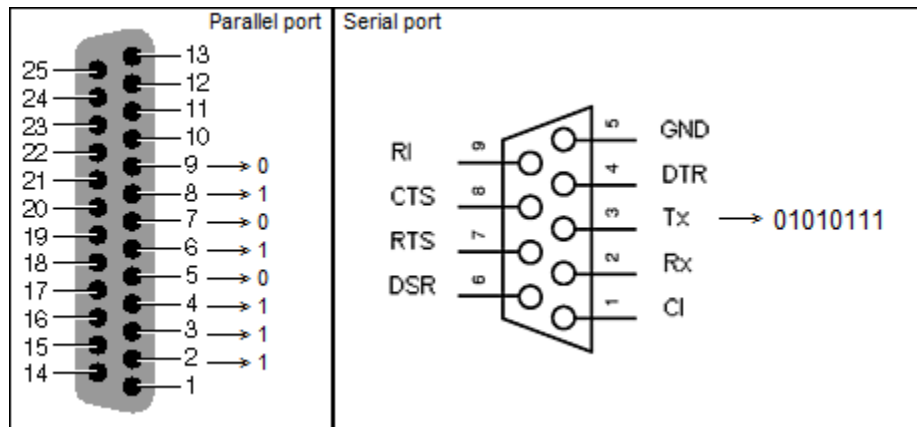 Parallel port
25
24
23
22
21
20
19
18
17
16
15
14
13
12
11
10
9 → 0
8 → 1
7 → 0
6 → 1
5 → 0
4 → 1
3 → 1
2 → 1
1
Serial port
RI 9
CTS 8
RTS 7
DSR 6
5 GND
4 DTR
3 Tx → 01010111
2 Rx
1 CI